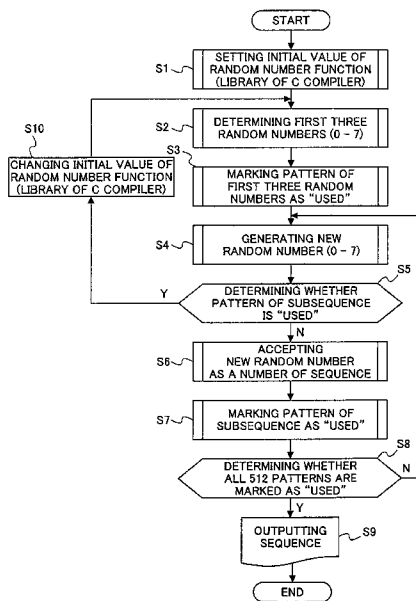 START
S1
SETTING INITIAL VALUE OF
RANDOM NUMBER FUNCTION
(LIBRARY OF C COMPILER)
S10
CHANGING INITIAL VALUE OF
RANDOM NUMBER FUNCTION
(LIBRARY OF C COMPILER)
S2
DETERMINING FIRST THREE
RANDOM NUMBERS (0 - 7)
S3
MARKING PATTERN OF
FIRST THREE RANDOM
NUMBERS AS "USED"
S4
GENERATING NEW
RANDOM NUMBER (0 - 7)
S5
Y
DETERMINING WHETHER
PATTERN OF SUBSEQUENCE
IS "USED"
N
S6
ACCEPTING
NEW RANDOM NUMBER
AS A NUMBER OF SEQUENCE
S7
MARKING PATTERN OF
SUBSEQUENCE AS "USED"
S8
DETERMINING WHETHER
ALL 512 PATTERNS ARE
MARKED AS "USED"
N
Y
OUTPUTTING
SEQUENCE
S9
END